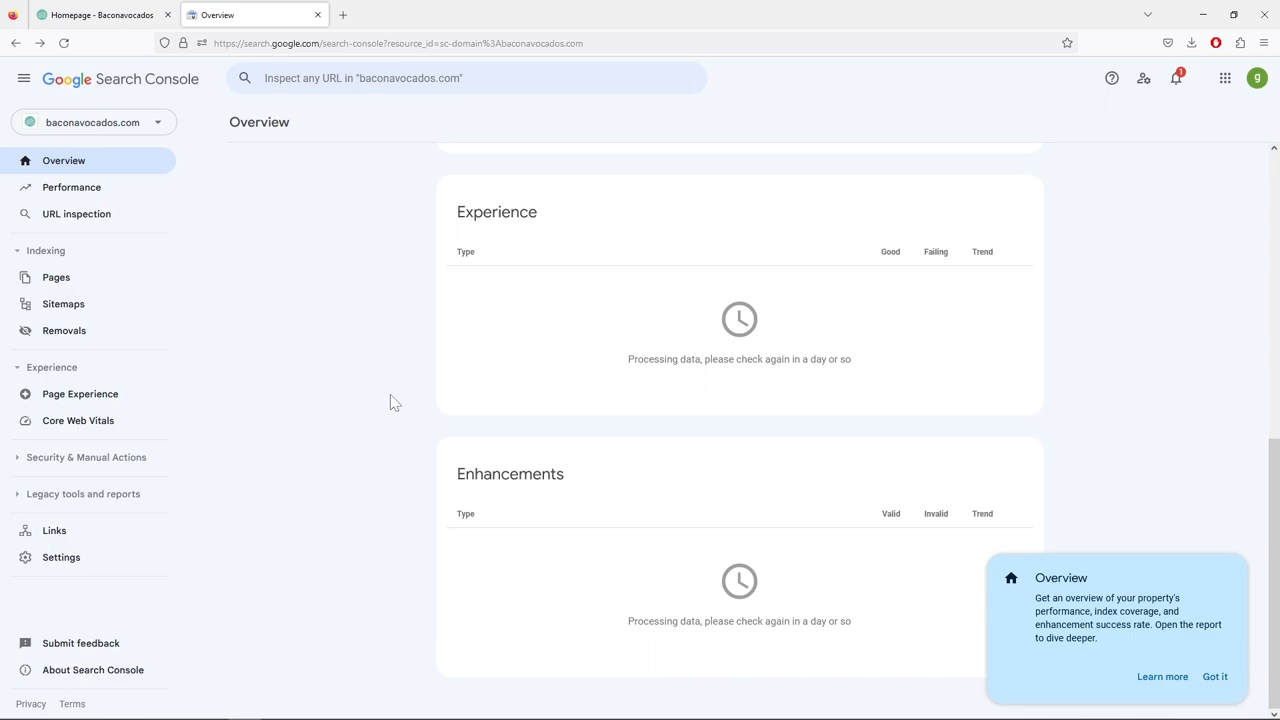 Homepage - Baconavocados
Overview
https://search.google.com/search-console?resource_id=sc-domain%3Abaconavocados.com
Google Search Console
Inspect any URL in "baconavocados.com"
1
g
baconavocados.com
Overview
Overview
Performance
URL inspection
Indexing
Pages
Sitemaps
Removals
Experience
Page Experience
Core Web Vitals
Security & Manual Actions
Legacy tools and reports
Links
Settings
Submit feedback
About Search Console
Privacy Terms
Experience
Type Good Failing Trend
Processing data, please check again in a day or so
Enhancements
Type Valid Invalid Trend
Processing data, please check again in a day or so
Overview
Get an overview of your property's
performance, index coverage, and
enhancement success rate. Open the report
to dive deeper.
Learn more Got it